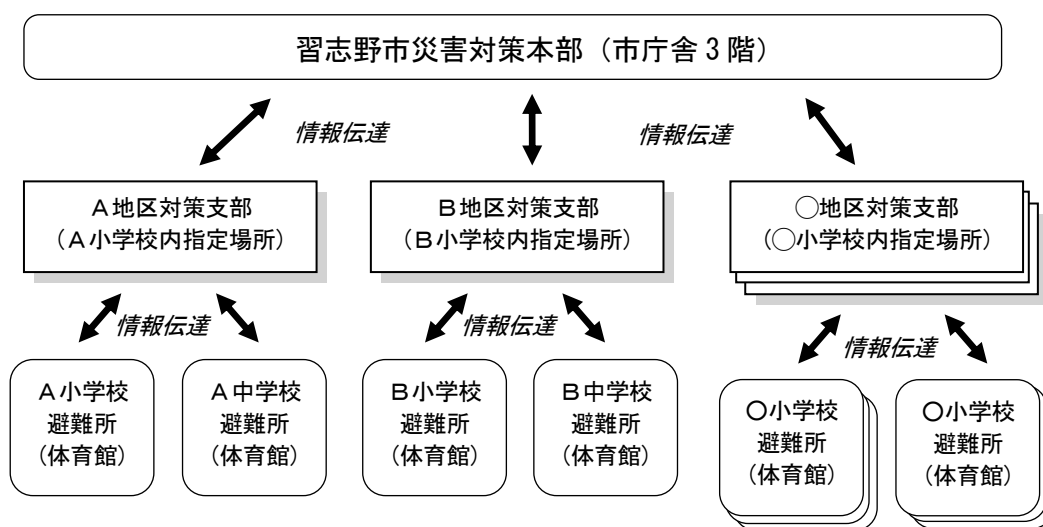 習志野市災害対策本部（市庁舎３階）
情報伝達
情報伝達
Ａ地区対策支部
（Ａ小学校内指定場所）
Ｂ地区対策支部
（Ｂ小学校内指定場所）
◯地区対策支部
（◯小学校内指定場所）
情報伝達
情報伝達
情報伝達
Ａ小学校
避難所
（体育館）
Ａ中学校
避難所
（体育館）
Ｂ小学校
避難所
（体育館）
Ｂ中学校
避難所
（体育館）
○小学校
避難所
（体育館）
○小学校
避難所
（体育館）